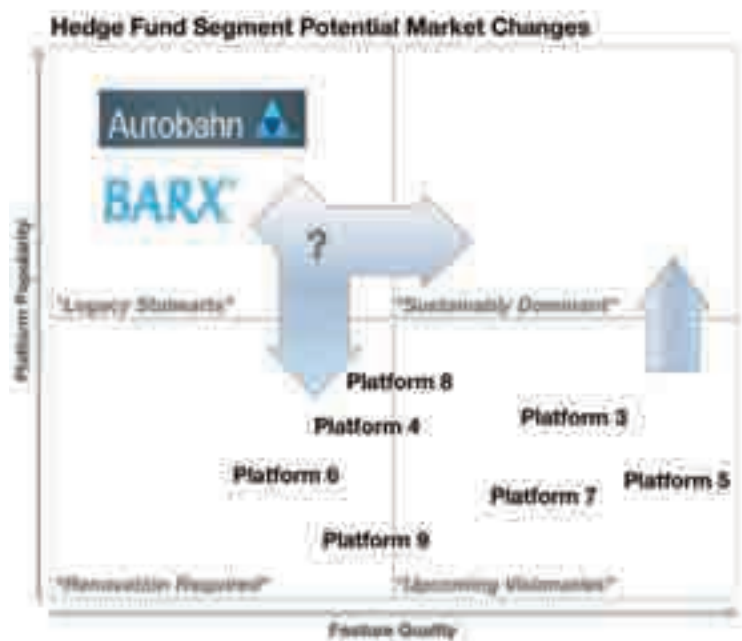 Hedge Fund Segment Potential Market Changes
Autobahn
BARX
?
Platform Popularity
"Legacy Stalwarts"
"Sustainably Dominant"
Platform 8
Platform 3
Platform 4
Platform 6
Platform 5
Platform 7
Platform 9
"Renovation Required"
"Upcoming Visionaries"
Feature Quality